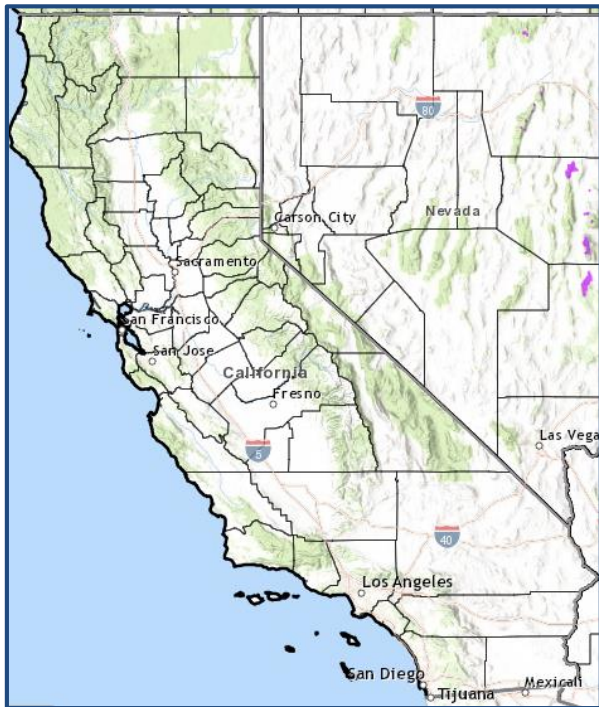 80
Carson City
Nevada
Sacramento
San Francisco
San Jose
California
Fresno
Las Vega
5
40
Los Angeles
San Diego
Tijuana
Mexicali